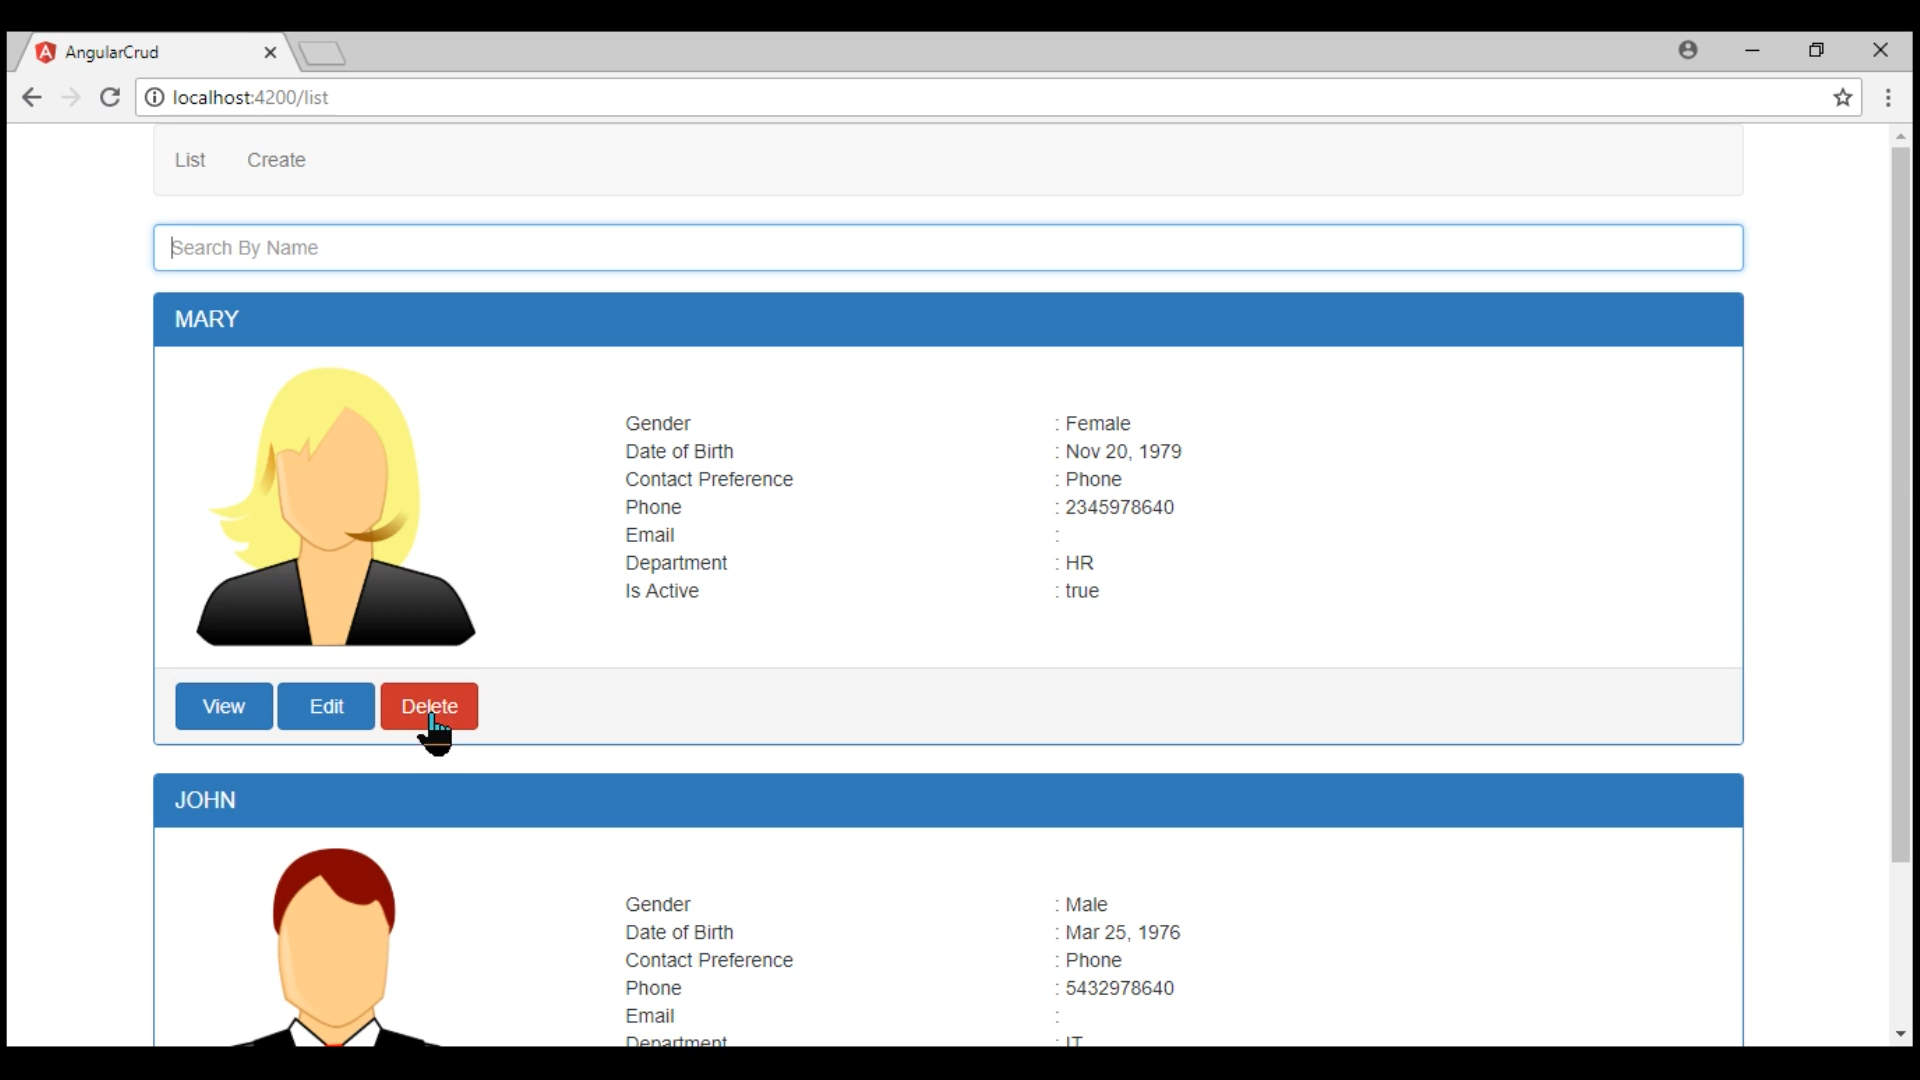 AngularCrud
localhost:4200/list
List Create
Search By Name
MARY
Gender : Female
Date of Birth : Nov 20, 1979
Contact Preference : Phone
Phone : 2345978640
Email :
Department : HR
Is Active : true
View Edit Delete
JOHN
Gender : Male
Date of Birth : Mar 25, 1976
Contact Preference : Phone
Phone : 5432978640
Email :
Department : IT